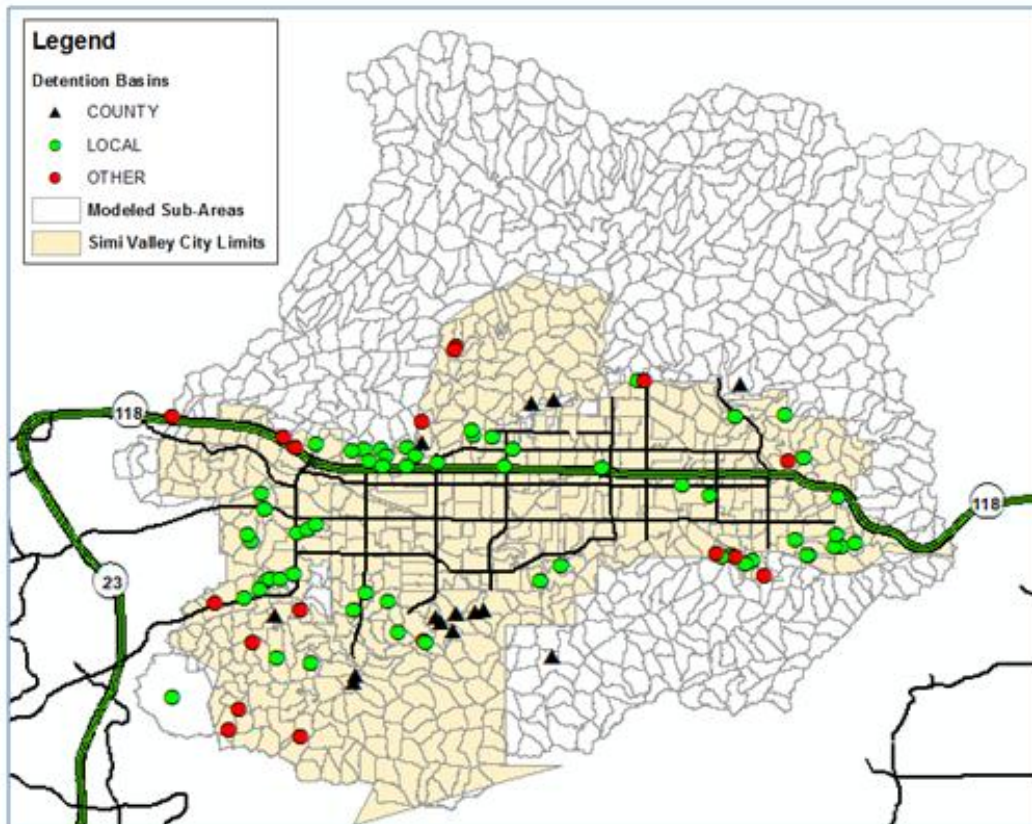 Legend
Detention Basins
COUNTY
LOCAL
OTHER
Modeled Sub-Areas
Simi Valley City Limits
118
118
23